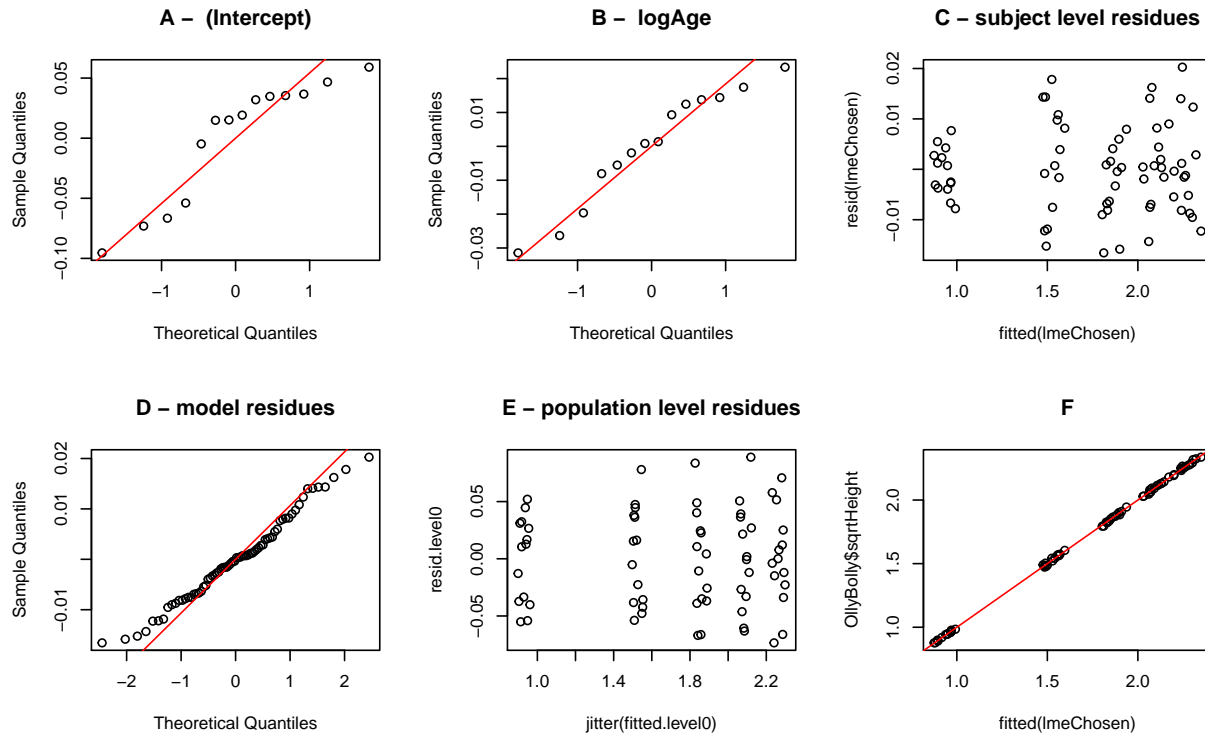 A − (Intercept)
Sample Quantiles
0.05
0.00
−0.05
−0.10
−1 0 1
Theoretical Quantiles
B − logAge
Sample Quantiles
0.01
−0.01
−0.03
−1 0 1
Theoretical Quantiles
C − subject level residues
resid(lmeChosen)
0.02
−0.01
1.0 1.5 2.0
fitted(lmeChosen)
D − model residues
Sample Quantiles
0.02
−0.01
−2 −1 0 1 2
Theoretical Quantiles
E − population level residues
resid.level0
0.05
0.00
−0.05
1.0 1.4 1.8 2.2
jitter(fitted.level0)
F
OllyBolly$sqrtHeight
2.0
1.5
1.0
1.0 1.5 2.0
fitted(lmeChosen)